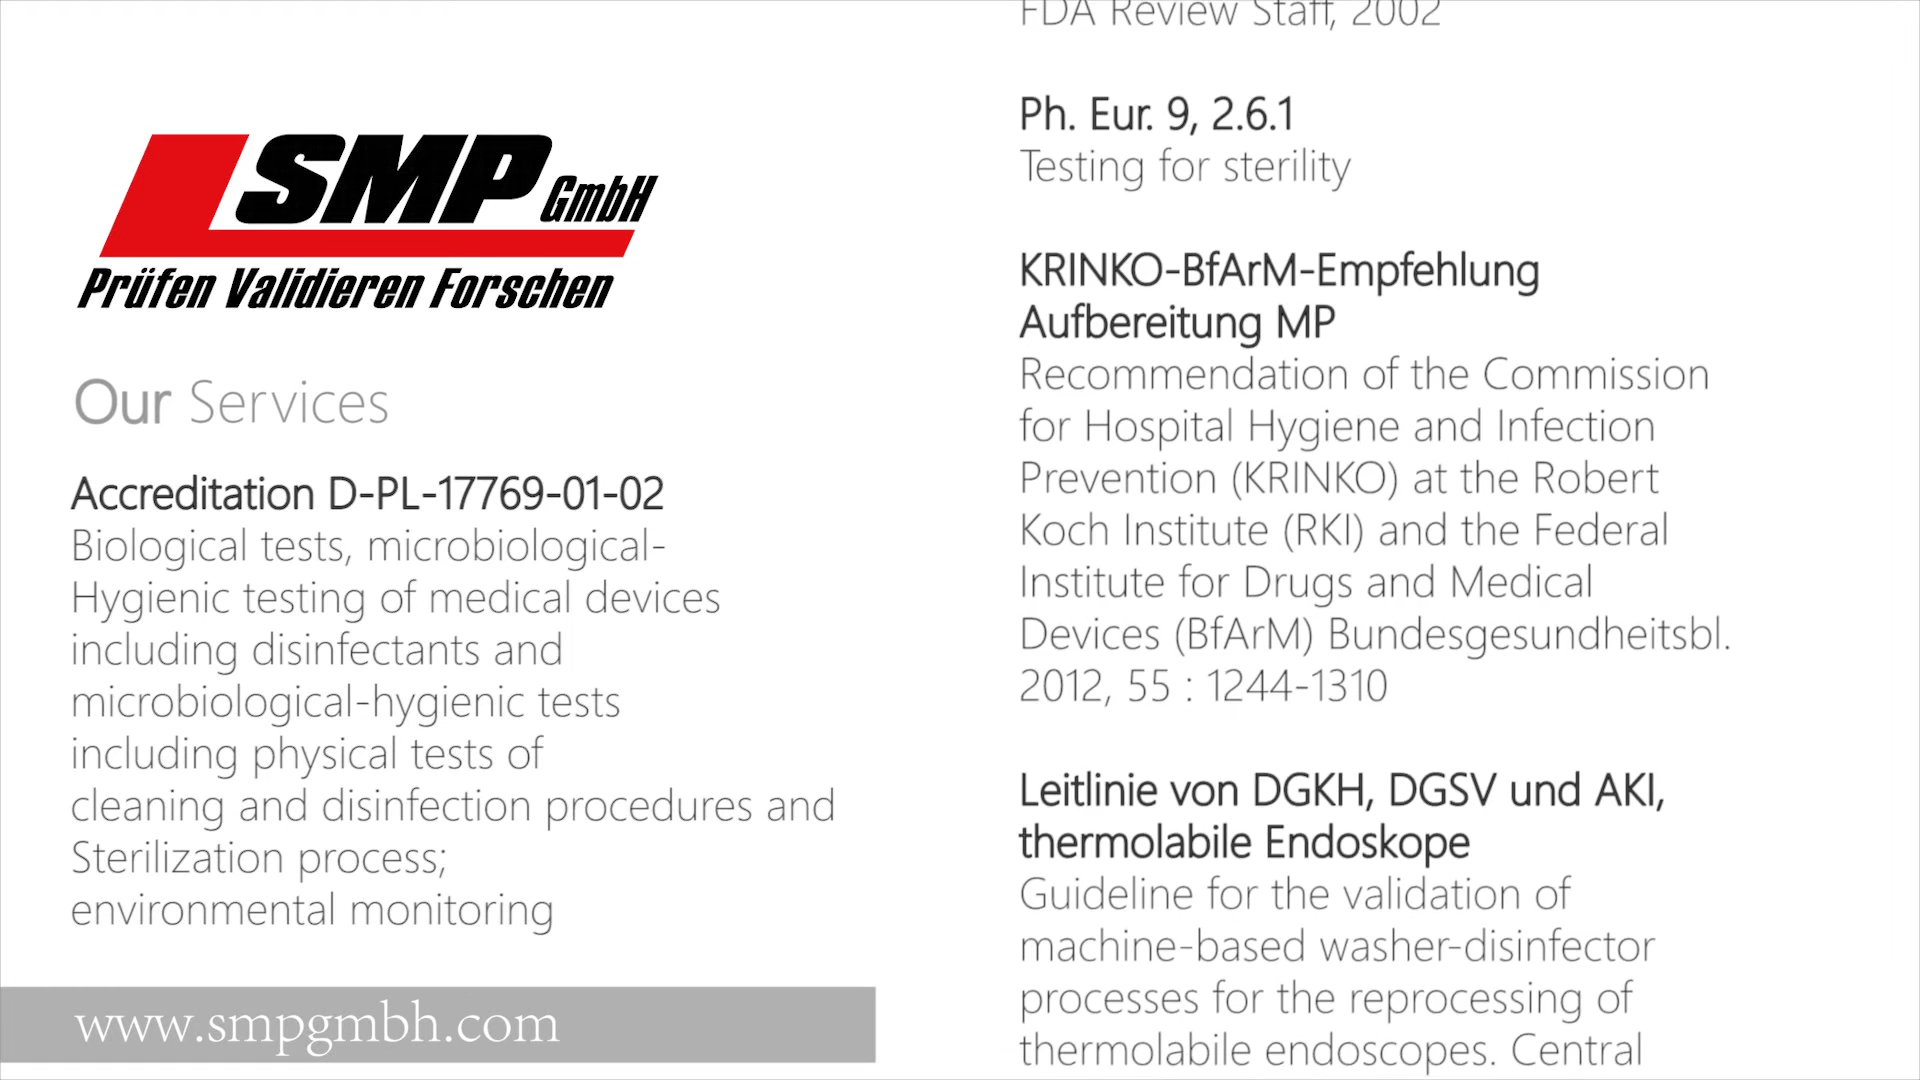 SMP GmbH
Prüfen Validieren Forschen
Our Services
Accreditation D-PL-17769-01-02
Biological tests, microbiological-
Hygienic testing of medical devices
including disinfectants and
microbiological-hygienic tests
including physical tests of
cleaning and disinfection procedures and
Sterilization process;
environmental monitoring
www.smpgmbh.com
FDA Review Staff, 2002
Ph. Eur. 9, 2.6.1
Testing for sterility
KRINKO-BfArM-Empfehlung
Aufbereitung MP
Recommendation of the Commission
for Hospital Hygiene and Infection
Prevention (KRINKO) at the Robert
Koch Institute (RKI) and the Federal
Institute for Drugs and Medical
Devices (BfArM) Bundesgesundheitsbl.
2012, 55 : 1244-1310
Leitlinie von DGKH, DGSV und AKI,
thermolabile Endoskope
Guideline for the validation of
machine-based washer-disinfector
processes for the reprocessing of
thermolabile endoscopes. Central